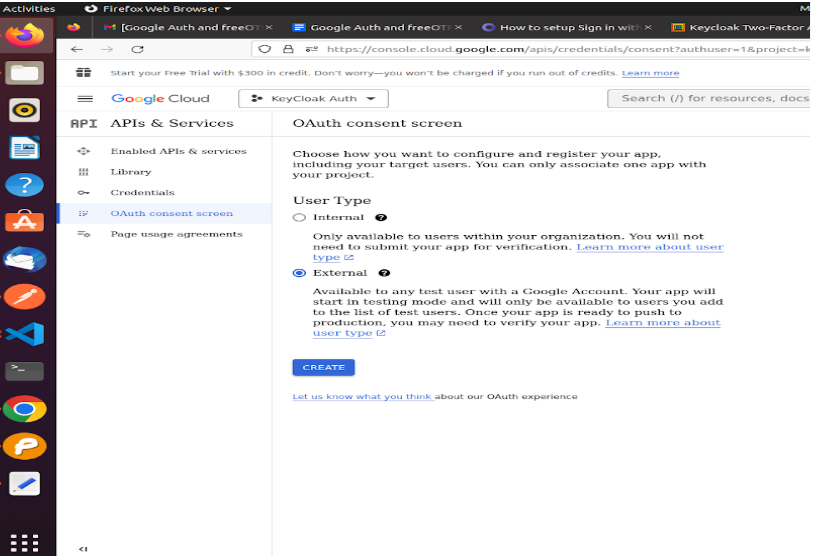 Activities
Firefox Web Browser
[Google Auth and freeOT
Google Auth and freeOT
How to setup Sign in with
Keycloak Two-Factor
https://console.cloud.google.com/apis/credentials/consent?authuser=1&project=k
Start your Free Trial with $300 in credit. Don't worry—you won't be charged if you run out of credits. Learn more
Google Cloud
KeyCloak Auth
Search (/) for resources, docs
API APIs & Services
OAuth consent screen
Enabled APIs & services
Library
Credentials
OAuth consent screen
Page usage agreements
Choose how you want to configure and register your app,
including your target users. You can only associate one app with
your project.
User Type
Internal
Only available to users within your organization. You will not
need to submit your app for verification. Learn more about user
type
External
Available to any test user with a Google Account. Your app will
start in testing mode and will only be available to users you add
to the list of test users. Once your app is ready to push to
production, you may need to verify your app. Learn more about
user type
CREATE
Let us know what you think about our OAuth experience